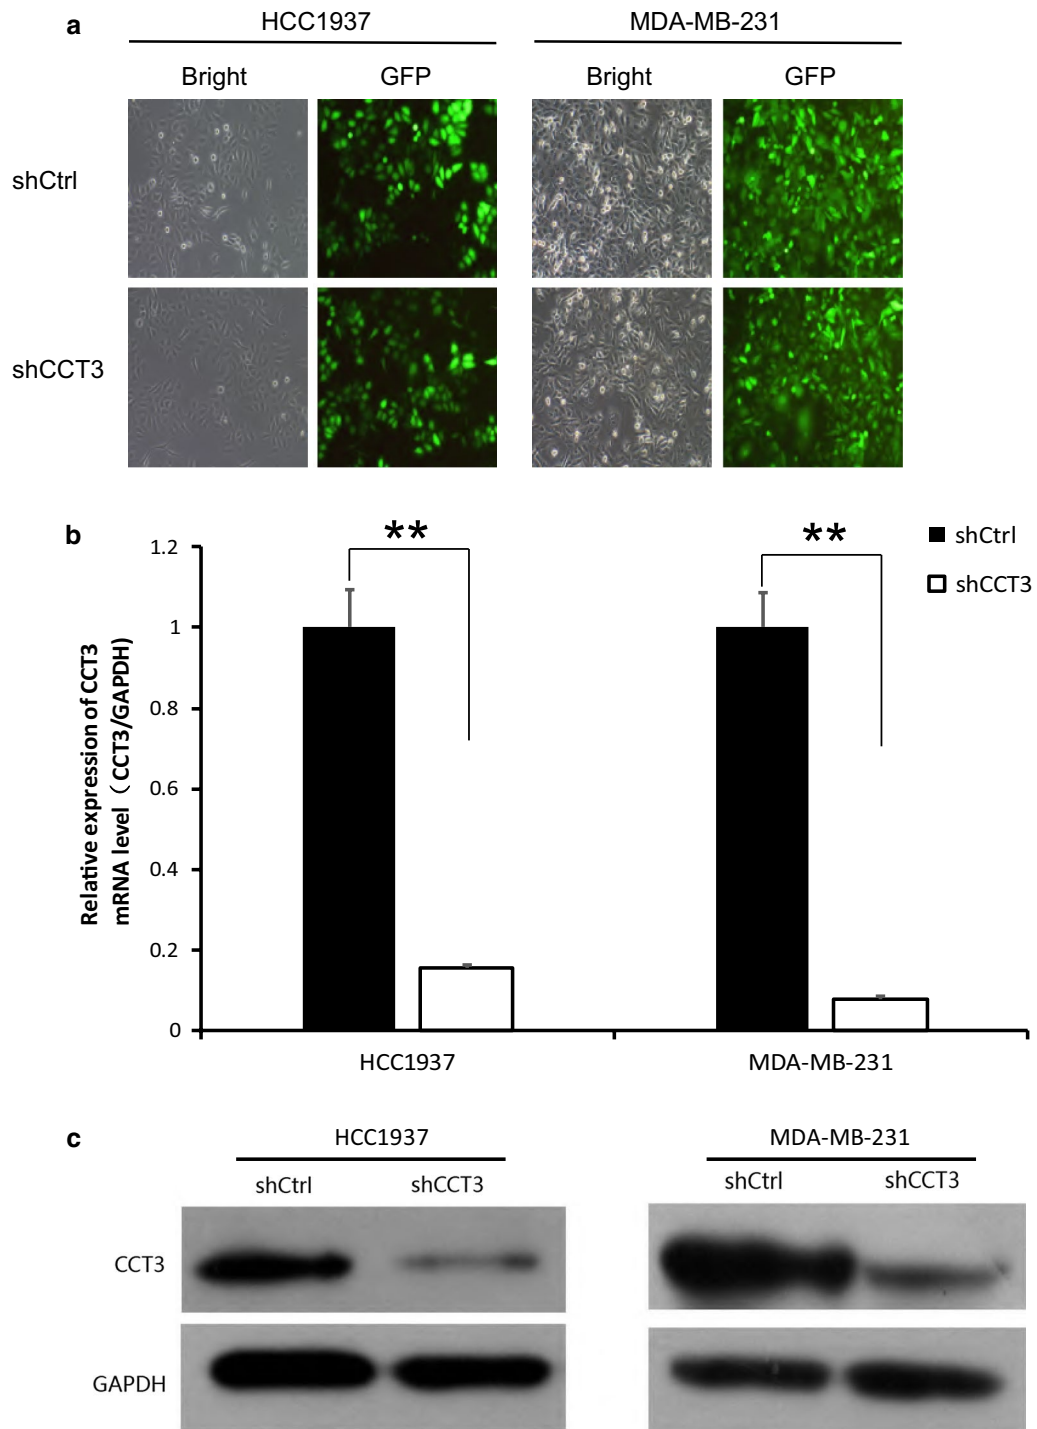 a
HCC1937
MDA-MB-231
Bright
GFP
Bright
GFP
shCtrl
shCCT3
b
**
**
shCtrl
shCCT3
Relative expression of CCT3
mRNA level（CCT3/GAPDH)
1.2
1
0.8
0.6
0.4
0.2
0
HCC1937
MDA-MB-231
c
HCC1937
MDA-MB-231
shCtrl
shCCT3
shCtrl
shCCT3
CCT3
GAPDH